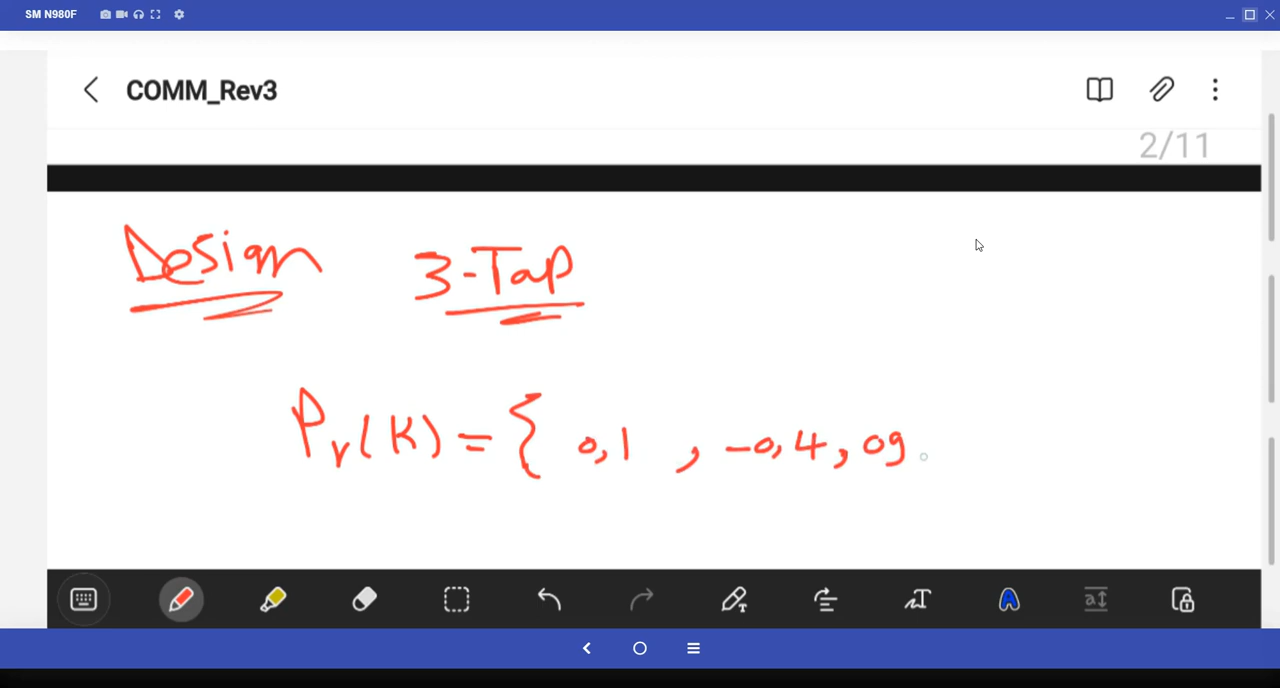 SM N980F
COMM_Rev3
2/11
Design 3-Tap
Pr(K) = { 0,1 , -0,4, 09